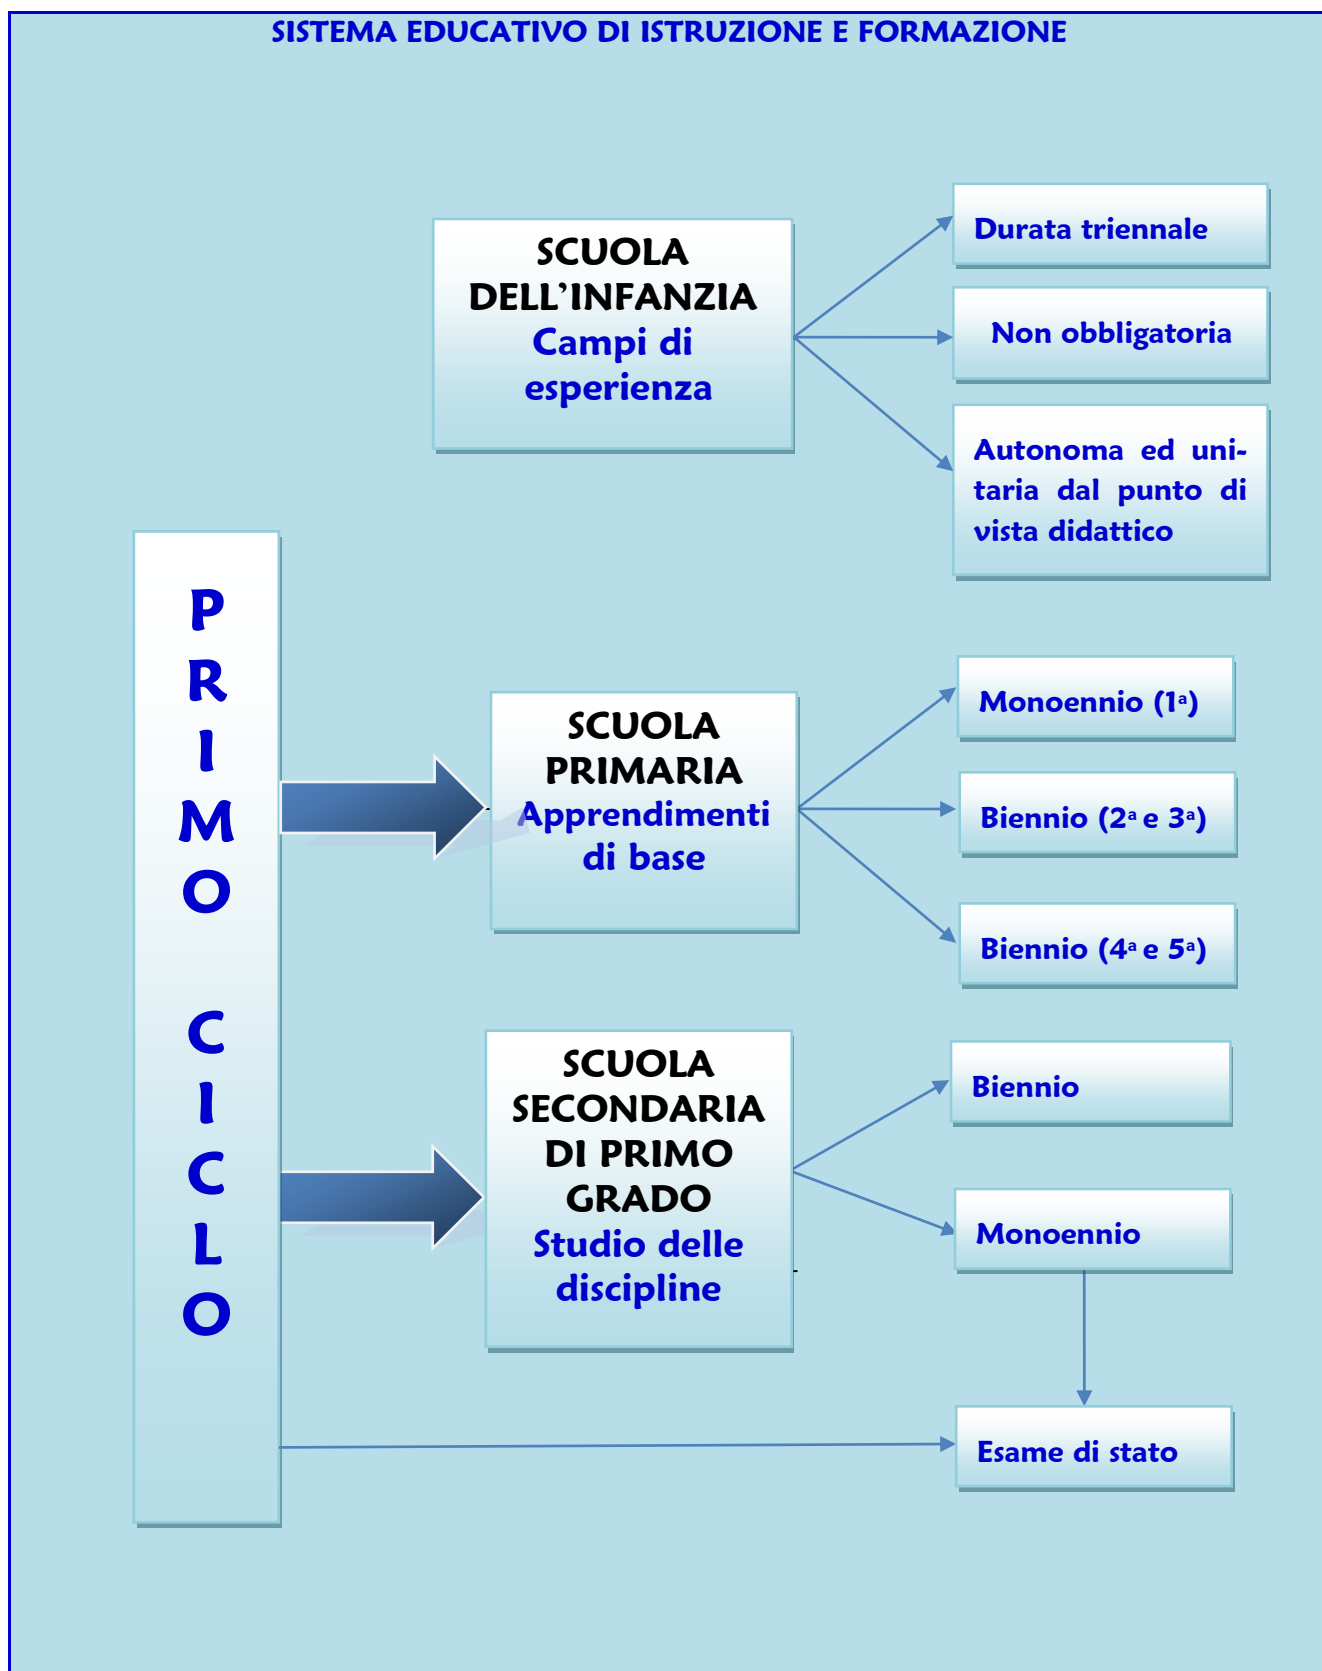 SISTEMA EDUCATIVO DI ISTRUZIONE E FORMAZIONE
SCUOLA
DELL’INFANZIA
Campi di
esperienza
Durata triennale
Non obbligatoria
Autonoma ed uni-
taria dal punto di
vista didattico
P
R
I
M
O
C
I
C
L
O
SCUOLA
PRIMARIA
Apprendimenti
di base
Monoennio (1ª)
Biennio (2ª e 3ª)
Biennio (4ª e 5ª)
SCUOLA
SECONDARIA
DI PRIMO
GRADO
Studio delle
discipline
Biennio
Monoennio
Esame di stato